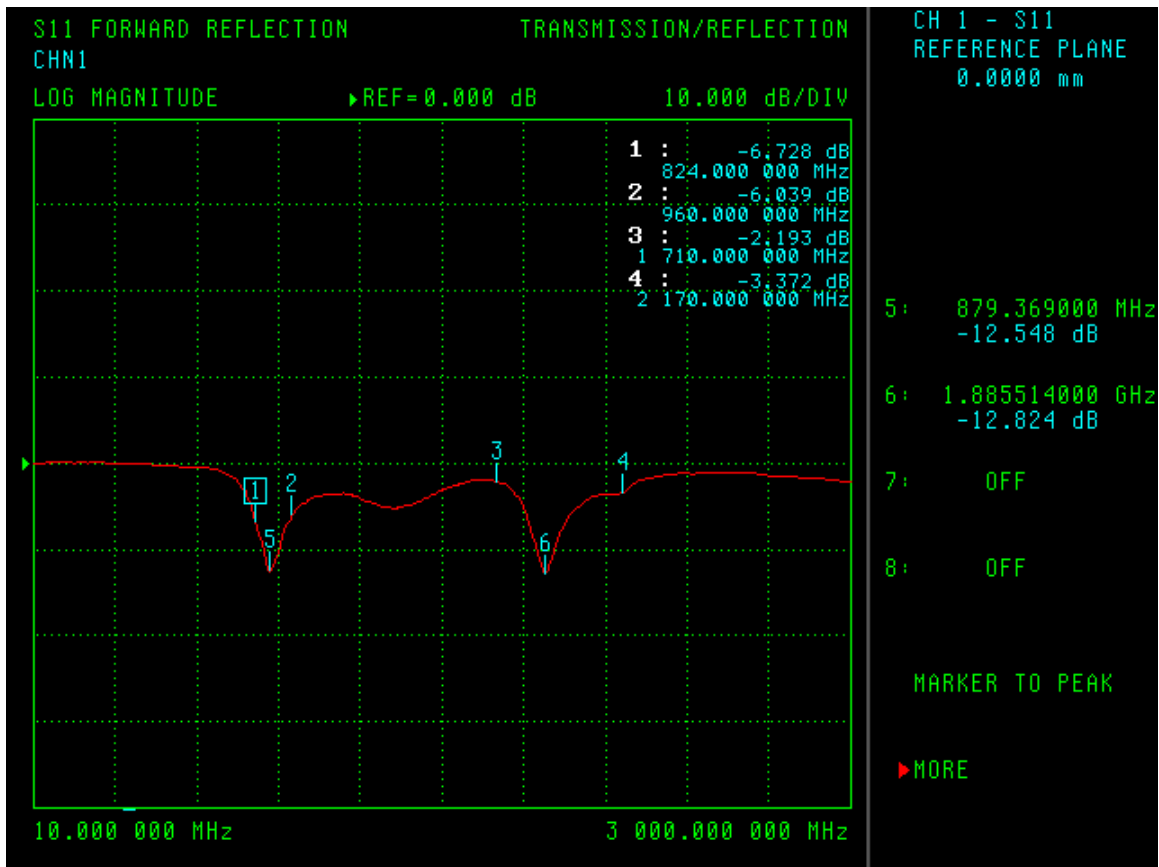 S11 FORWARD REFLECTION TRANSMISSION/REFLECTION
CHN1
LOG MAGNITUDE ▶REF=0.000 dB 10.000 dB/DIV
1 : -6.728 dB
824.000 000 MHz
2 : -6.039 dB
960.000 000 MHz
3 : -2.193 dB
1 710.000 000 MHz
4 : -3.372 dB
2 170.000 000 MHz
3
4
1
2
5
6
10.000 000 MHz 3 000.000 000 MHz
CH 1 - S11
REFERENCE PLANE
0.0000 mm
5: 879.369000 MHz
-12.548 dB
6: 1.885514000 GHz
-12.824 dB
7: OFF
8: OFF
MARKER TO PEAK
▶MORE